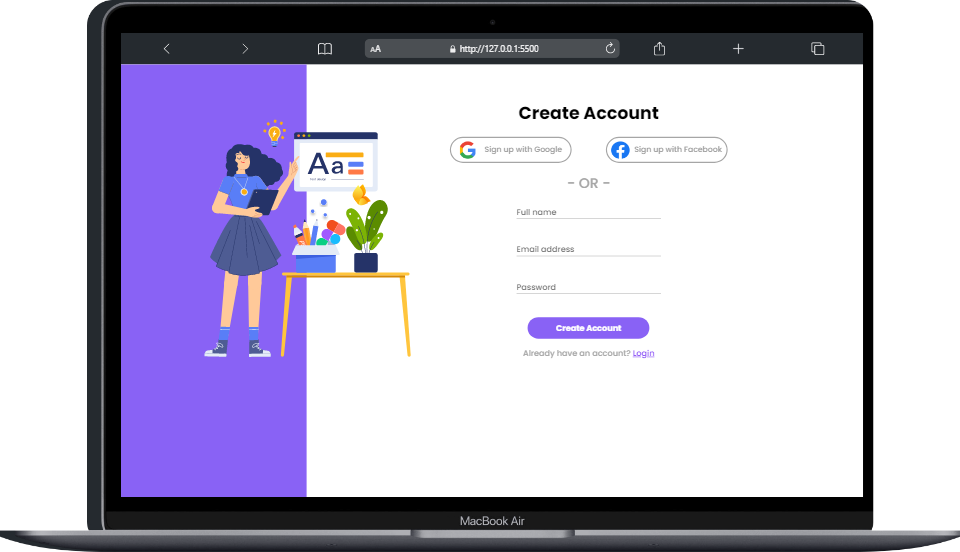 AA
http://127.0.0.1:5500
Create Account
Sign up with Google
Sign up with Facebook
- OR -
Aa
Full name
Email address
Password
Create Account
Already have an account? Login
MacBook Air